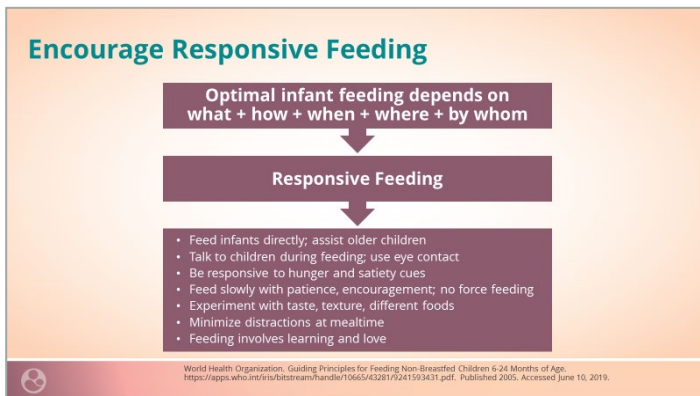 Encourage Responsive Feeding
Optimal infant feeding depends on
what + how + when + where + by whom
Responsive Feeding
• Feed infants directly; assist older children
• Talk to children during feeding; use eye contact
• Be responsive to hunger and satiety cues
• Feed slowly with patience, encouragement; no force feeding
• Experiment with taste, texture, different foods
• Minimize distractions at mealtime
• Feeding involves learning and love
World Health Organization. Guiding Principles for Feeding Non-Breastfed Children 6-24 Months of Age.
https://apps.who.int/iris/bitstream/handle/10665/43281/9241593431.pdf. Published 2005. Accessed June 10, 2019.